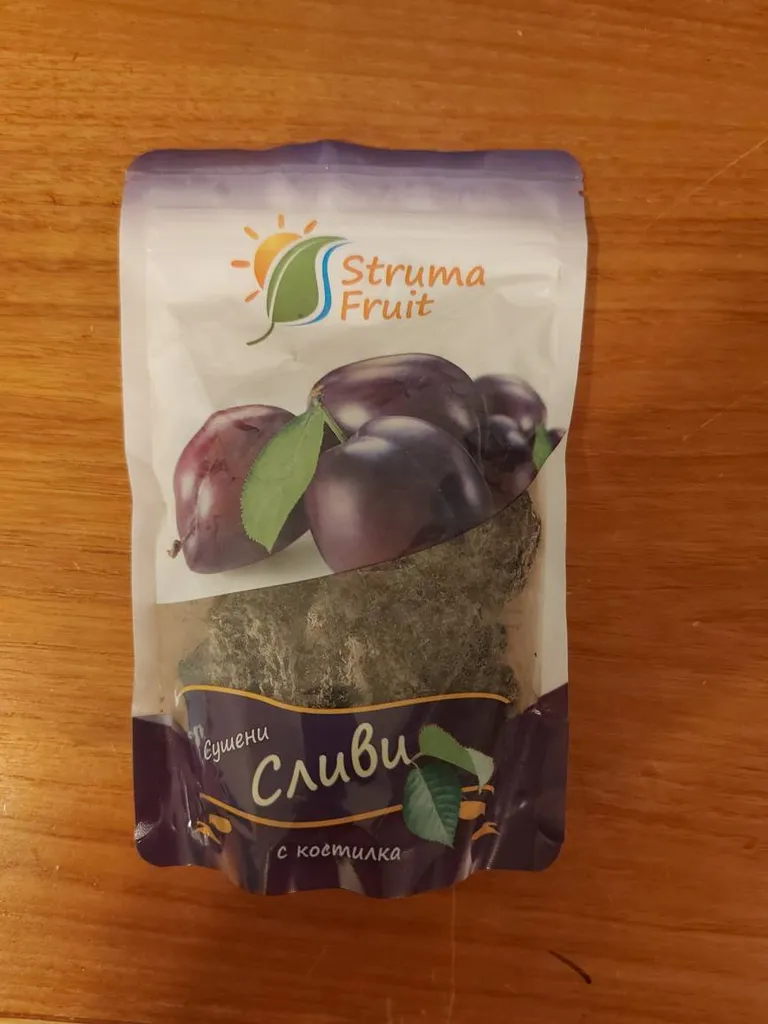 Struma
Fruit
Сушени
Сливи
с костилка